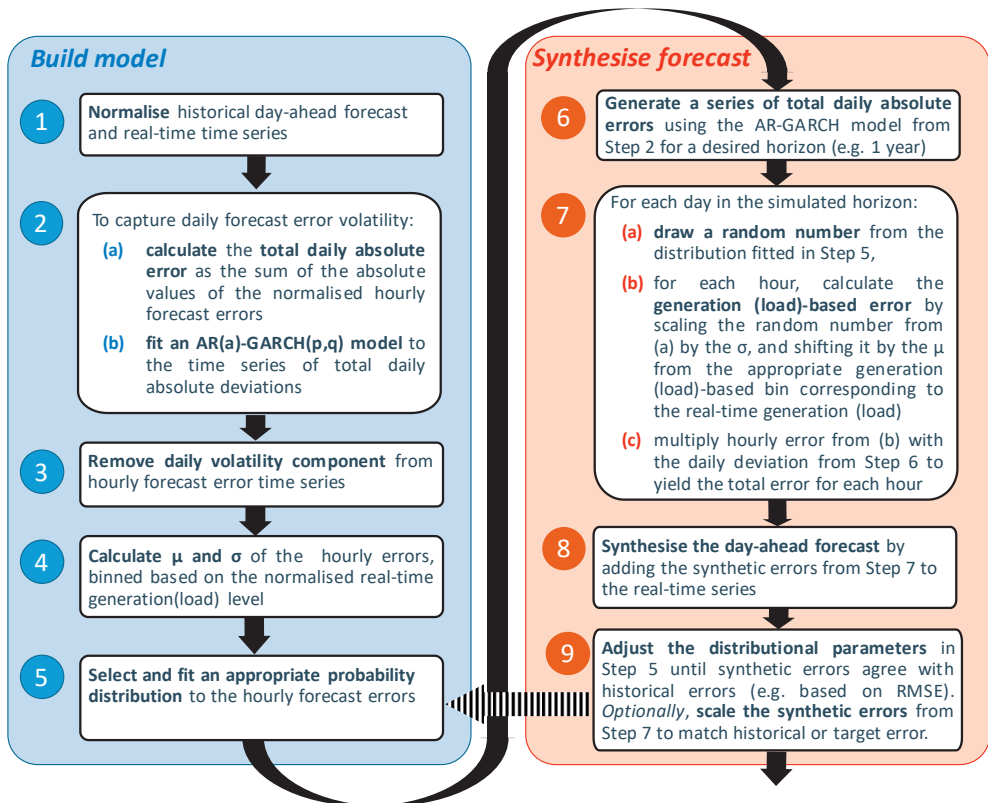 Build model
1
Normalise historical day-ahead forecast
and real-time time series
2
To capture daily forecast error volatility:
(a) calculate the total daily absolute
error as the sum of the absolute
values of the normalised hourly
forecast errors
(b) fit an AR(a)-GARCH(p,q) model to
the time series of total daily
absolute deviations
3
Remove daily volatility component from
hourly forecast error time series
4
Calculate μ and σ of the hourly errors,
binned based on the normalised real-time
generation(load) level
5
Select and fit an appropriate probability
distribution to the hourly forecast errors
Synthesise forecast
6
Generate a series of total daily absolute
errors using the AR-GARCH model from
Step 2 for a desired horizon (e.g. 1 year)
7
For each day in the simulated horizon:
(a) draw a random number from the
distribution fitted in Step 5,
(b) for each hour, calculate the
generation (load)-based error by
scaling the random number from
(a) by the σ, and shifting it by the μ
from the appropriate generation
(load)-based bin corresponding to
the real-time generation (load)
(c) multiply hourly error from (b) with
the daily deviation from Step 6 to
yield the total error for each hour
8
Synthesise the day-ahead forecast by
adding the synthetic errors from Step 7 to
the real-time series
9
Adjust the distributional parameters in
Step 5 until synthetic errors agree with
historical errors (e.g. based on RMSE).
Optionally, scale the synthetic errors from
Step 7 to match historical or target error.